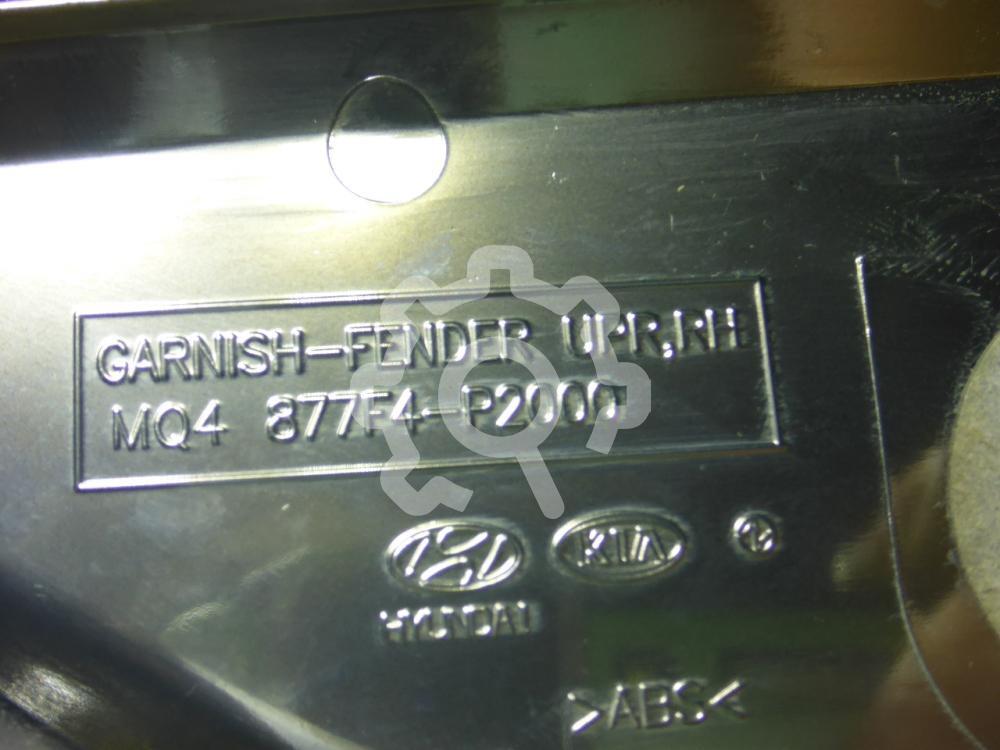 GARNISH-FENDER UPR,RH
MQ4 877F4-P2000
KIA
HYUNDAI
>ABS<